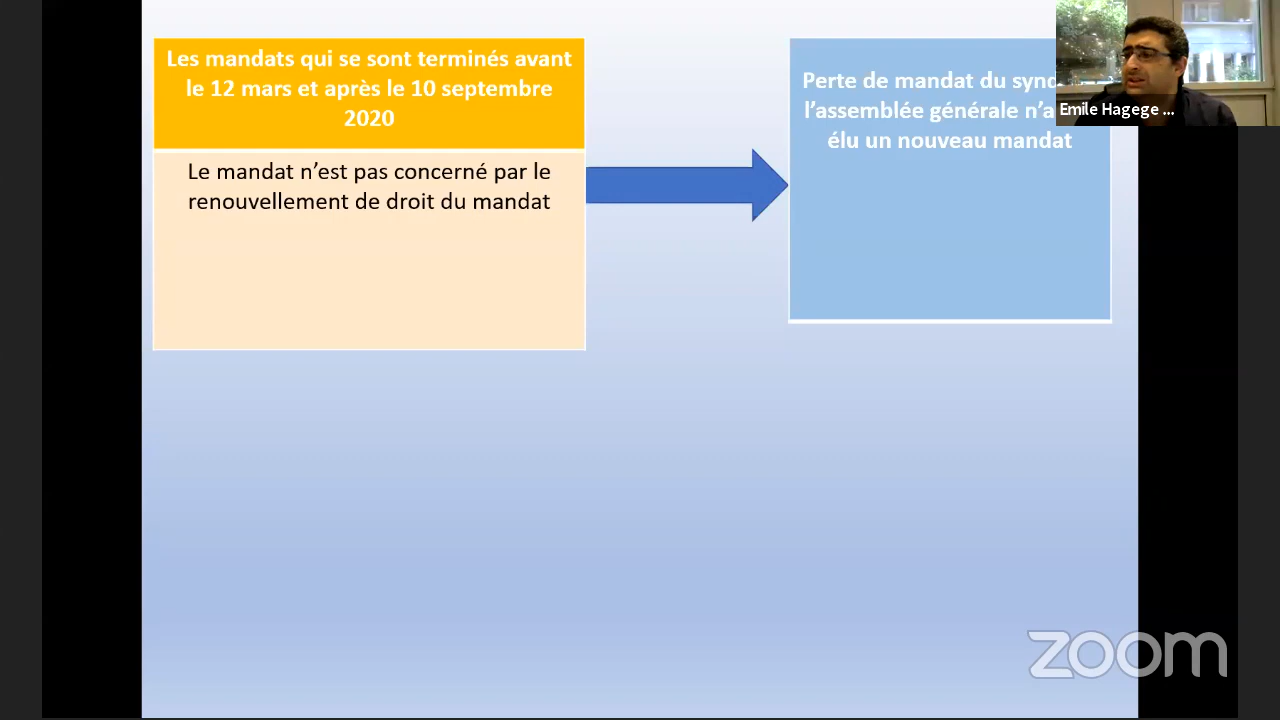 Les mandats qui se sont terminés avant
le 12 mars et après le 10 septembre
2020
Le mandat n’est pas concerné par le
renouvellement de droit du mandat
Perte de mandat du
l’assemblée générale
élu un nouveau mandat
Emile Hagege ...
zoom